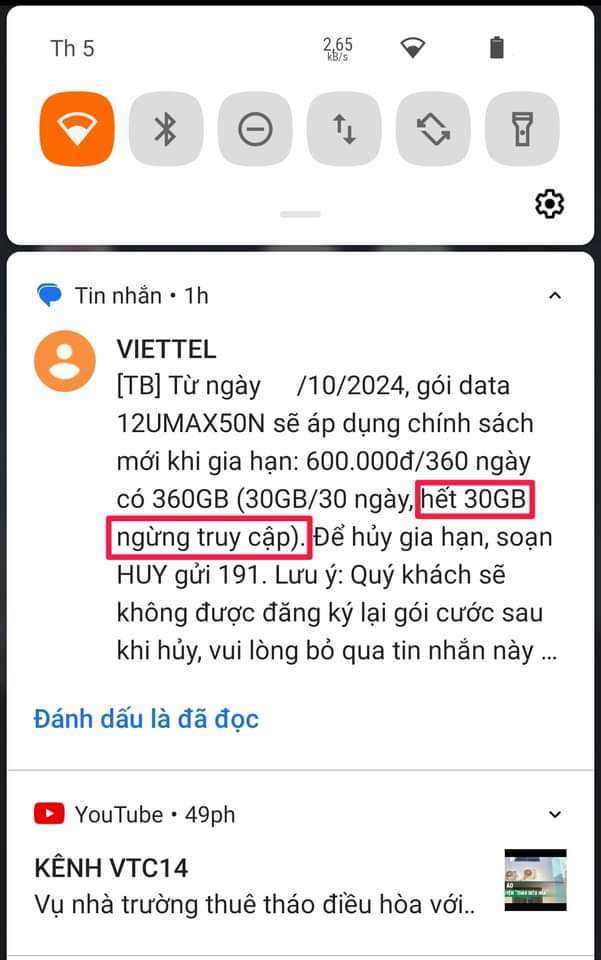 Th 5
2,65
kB/s
Tin nhắn • 1h
VIETTEL
[TB] Từ ngày /10/2024, gói data
12UMAX50N sẽ áp dụng chính sách
mới khi gia hạn: 600.000đ/360 ngày
có 360GB (30GB/30 ngày, hết 30GB
ngừng truy cập). Để hủy gia hạn, soạn
HUY gửi 191. Lưu ý: Quý khách sẽ
không được đăng ký lại gói cước sau
khi hủy, vui lòng bỏ qua tin nhắn này ...
Đánh dấu là đã đọc
YouTube • 49ph
KÊNH VTC14
Vụ nhà trường thuê tháo điều hòa với..